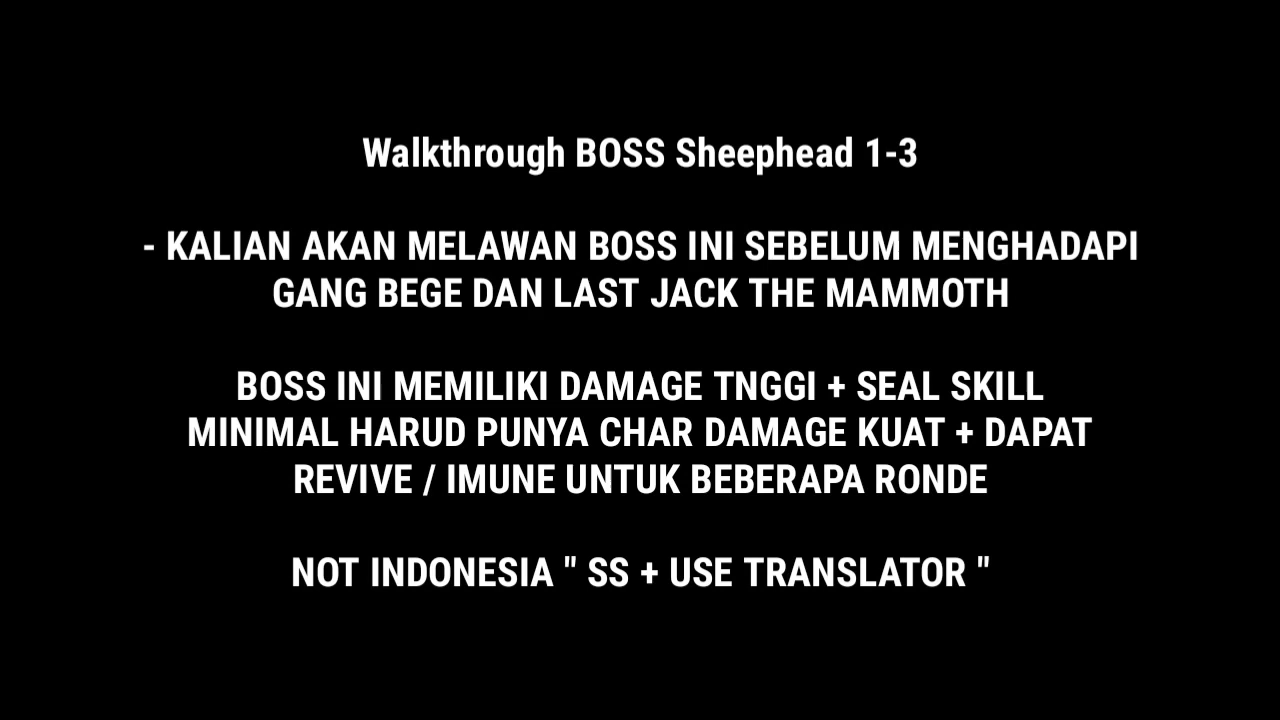 Walkthrough BOSS Sheephead 1-3
- KALIAN AKAN MELAWAN BOSS INI SEBELUM MENGHADAPI
GANG BEGE DAN LAST JACK THE MAMMOTH
BOSS INI MEMILIKI DAMAGE TNGGI + SEAL SKILL
MINIMAL HARUD PUNYA CHAR DAMAGE KUAT + DAPAT
REVIVE / IMUNE UNTUK BEBERAPA RONDE
NOT INDONESIA " SS + USE TRANSLATOR "